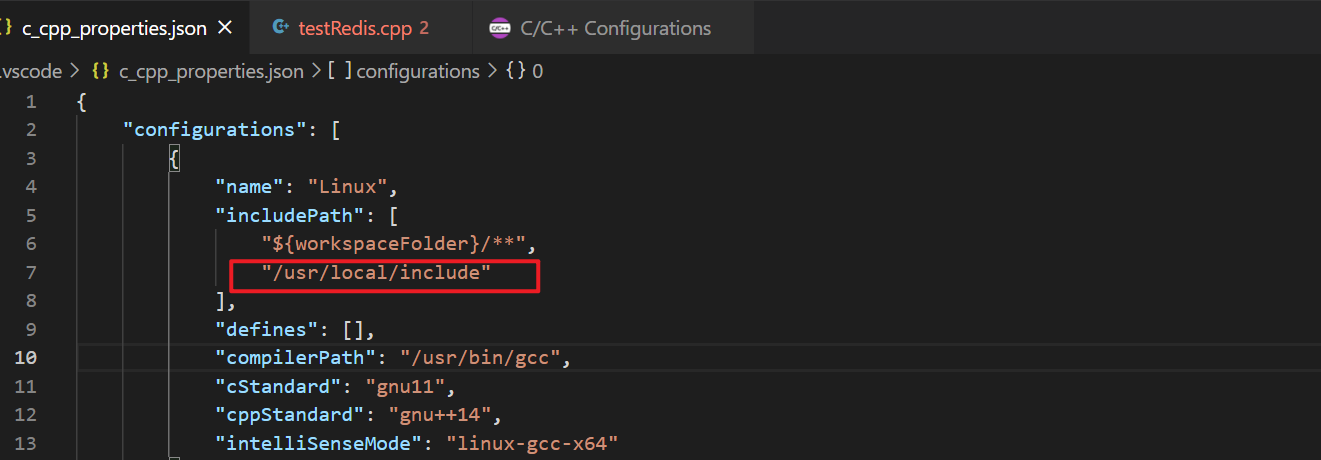 {} c_cpp_properties.json × testRedis.cpp 2 C/C++ C/C++ Configurations
.vscode > {} c_cpp_properties.json > [ ] configurations > {} 0
1 {
2 "configurations": [
3 {
4 "name": "Linux",
5 "includePath": [
6 "${workspaceFolder}/**",
7 "/usr/local/include"
8 ],
9 "defines": [],
10 "compilerPath": "/usr/bin/gcc",
11 "cStandard": "gnu11",
12 "cppStandard": "gnu++14",
13 "intelliSenseMode": "linux-gcc-x64"